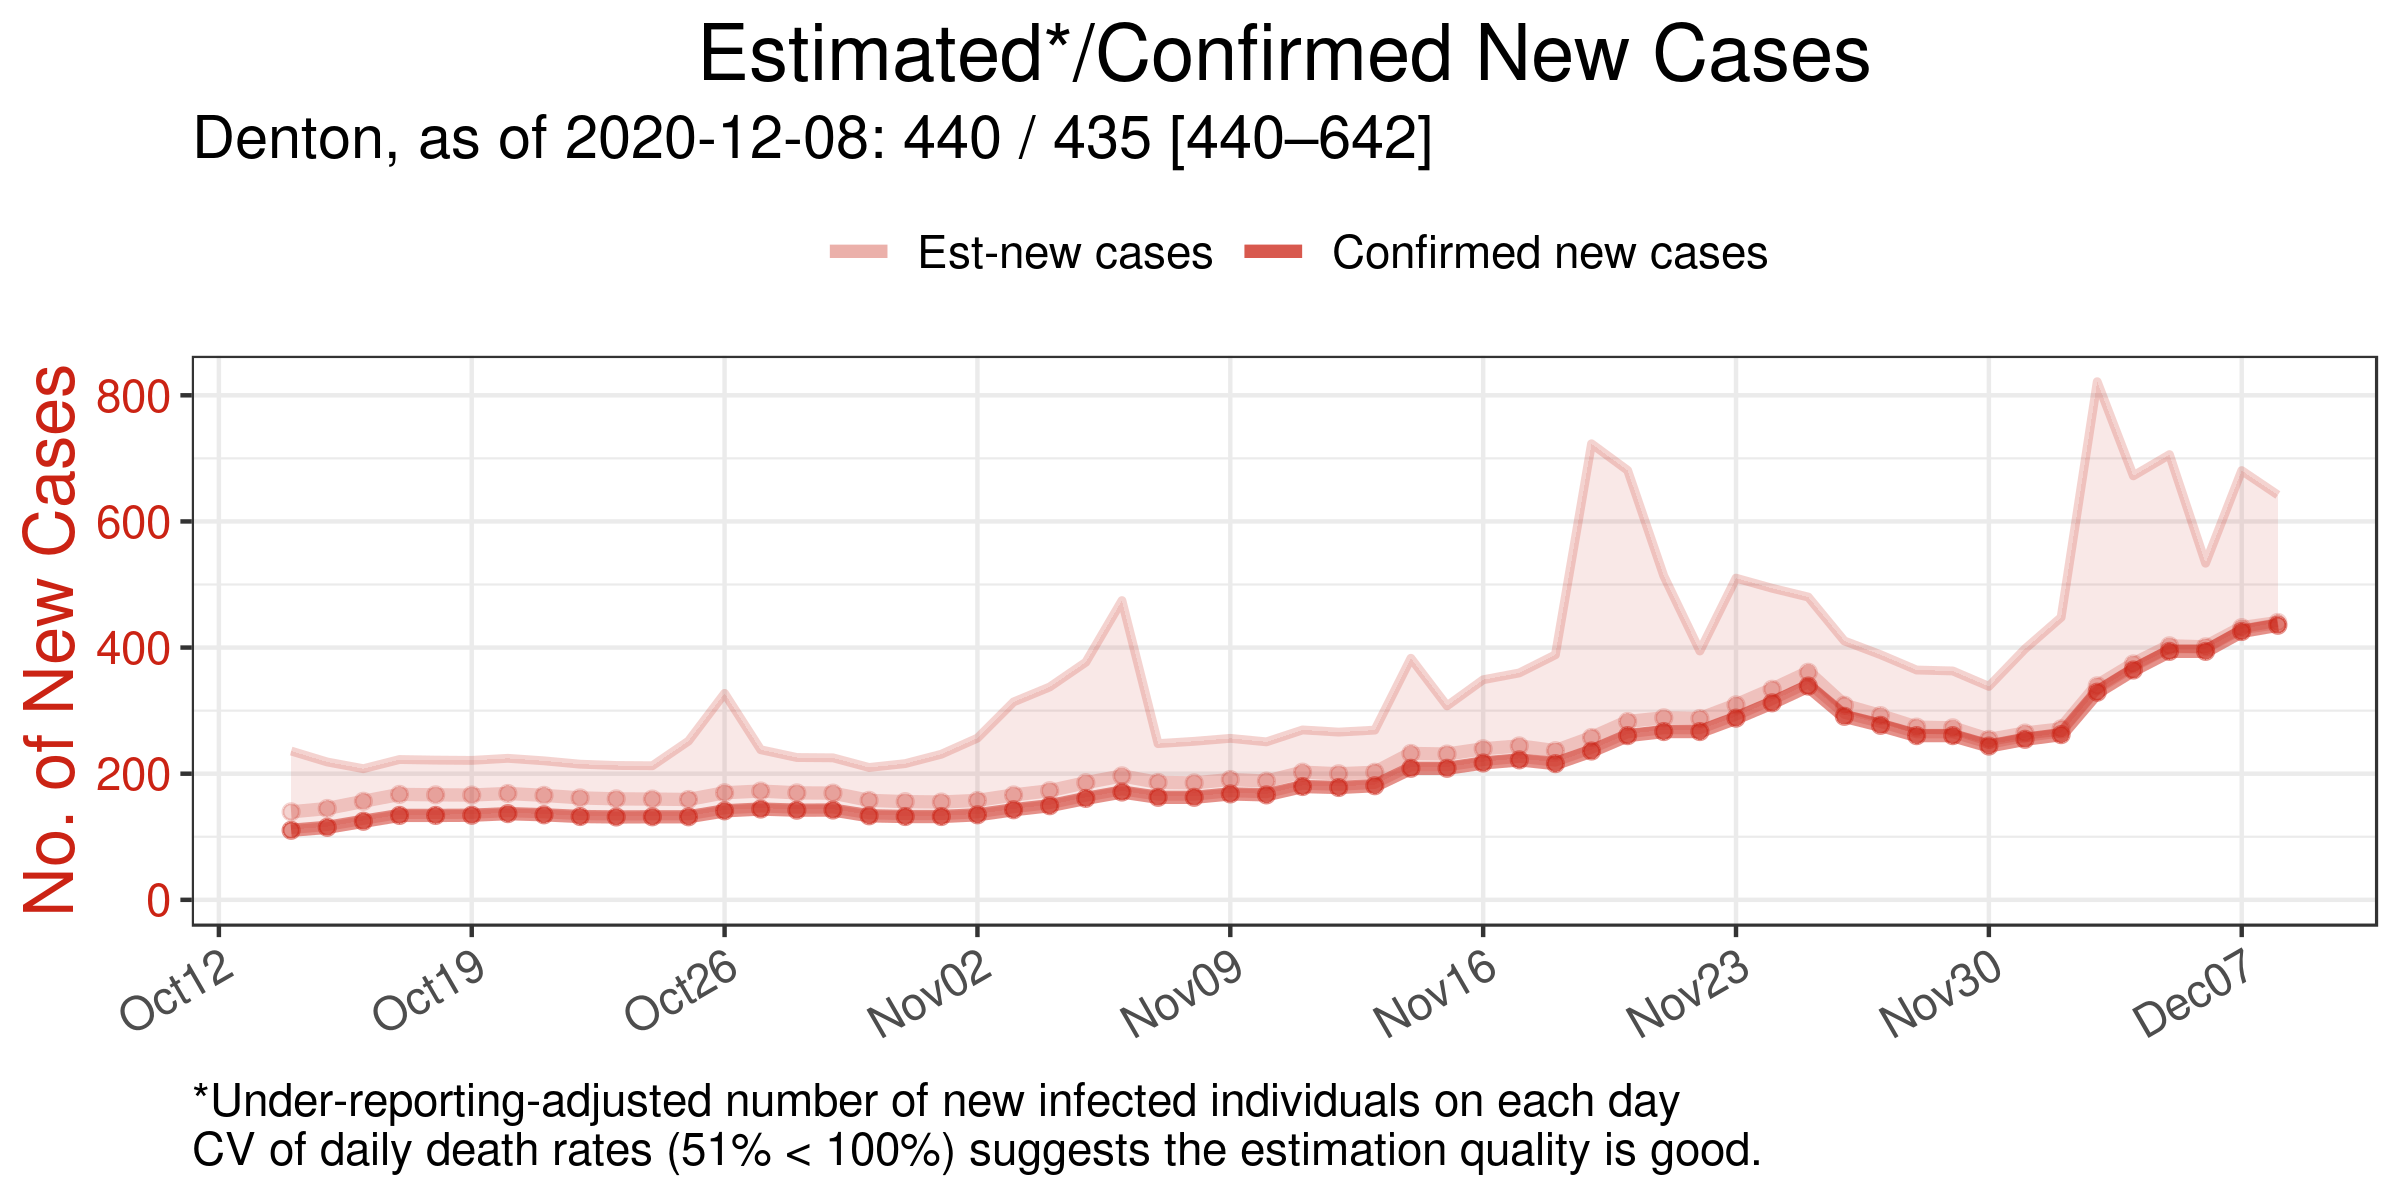 Estimated*/Confirmed New Cases
Denton, as of 2020-12-08: 440 / 435 [440–642]
Est-new cases Confirmed new cases
No. of New Cases
800
600
400
200
0
Oct12 Oct19 Oct26 Nov02 Nov09 Nov16 Nov23 Nov30 Dec07
*Under-reporting-adjusted number of new infected individuals on each day
CV of daily death rates (51% < 100%) suggests the estimation quality is good.